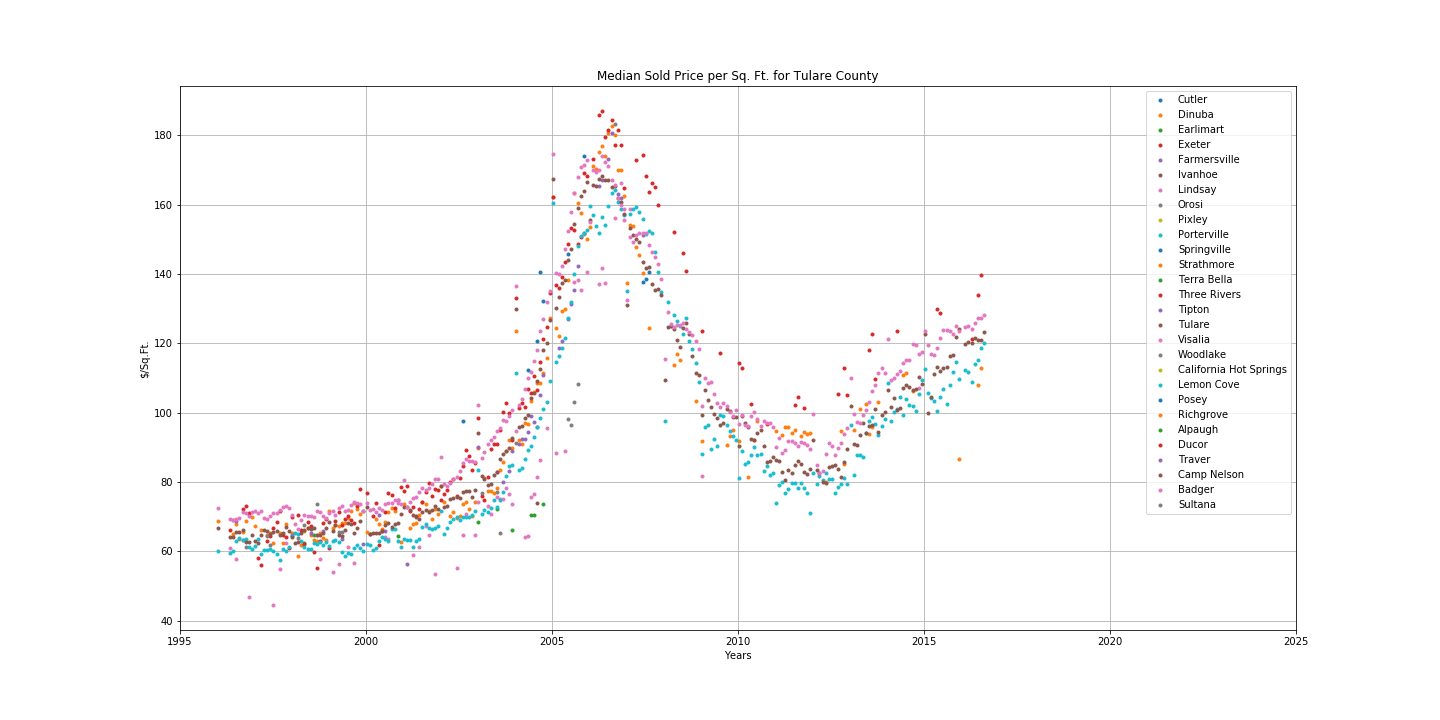 Median Sold Price per Sq. Ft. for Tulare County
180
160
140
120
100
80
60
40
$/Sq.Ft.
1995
2000
2005
2010
2015
2020
2025
Years
Cutler
Dinuba
Earlimart
Exeter
Farmersville
Ivanhoe
Lindsay
Orosi
Pixley
Porterville
Springville
Strathmore
Terra Bella
Three Rivers
Tipton
Tulare
Visalia
Woodlake
California Hot Springs
Lemon Cove
Posey
Richgrove
Alpaugh
Ducor
Traver
Camp Nelson
Badger
Sultana